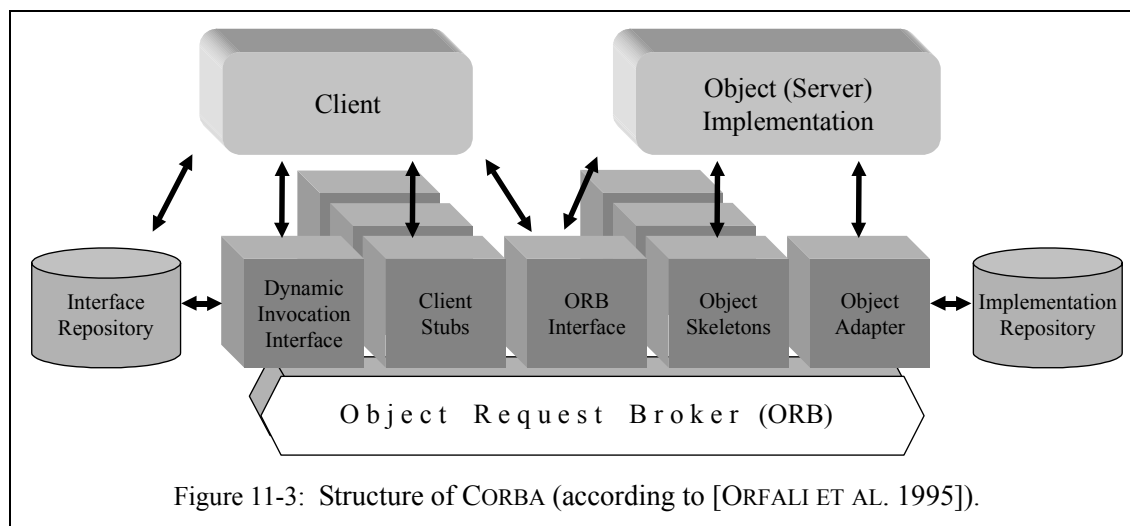 Client
Object (Server)
Implementation
Interface
Repository
Dynamic
Invocation
Interface
Client
Stubs
ORB
Interface
Object
Skeletons
Object
Adapter
Implementation
Repository
Object Request Broker (ORB)
Figure 11-3: Structure of CORBA (according to [ORFALI ET AL. 1995]).